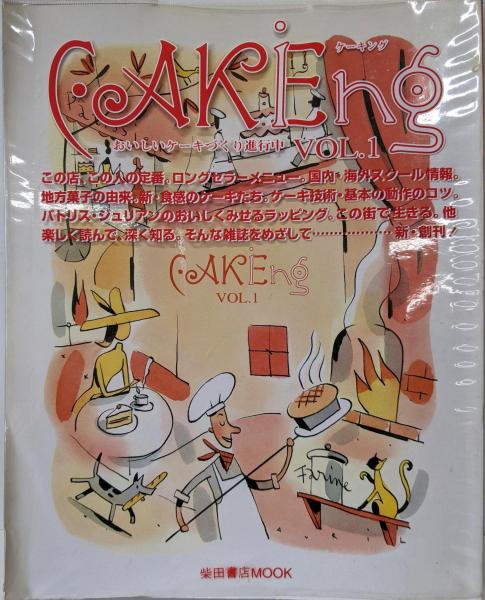 CAKEing
ケーキング
おいしいケーキづくり進行中 VOL.1
この店、この人の定番。ロングセラーメニュー。国内・海外スクール情報。
地方菓子の由来。新・食感のケーキたち。ケーキ技術・基本の動作のコツ。
パトリス・ジュリアンのおいしくみせるラッピング。この街で生きる。他
楽しく読んで、深く知る。そんな雑誌をめざして………………新・創刊!
CAKEing
VOL.1
Farine
AURIL
柴田書店MOOK